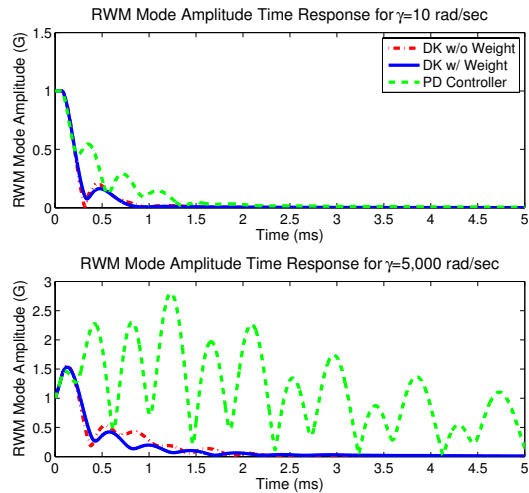 RWM Mode Amplitude Time Response for γ=10 rad/sec
RWM Mode Amplitude (G)
1.5
1
0.5
0
DK w/o Weight
DK w/ Weight
PD Controller
0 0.5 1 1.5 2 2.5 3 3.5 4 4.5 5
Time (ms)
RWM Mode Amplitude Time Response for γ=5,000 rad/sec
RWM Mode Amplitude (G)
3
2.5
2
1.5
1
0.5
0
0 0.5 1 1.5 2 2.5 3 3.5 4 4.5 5
Time (ms)